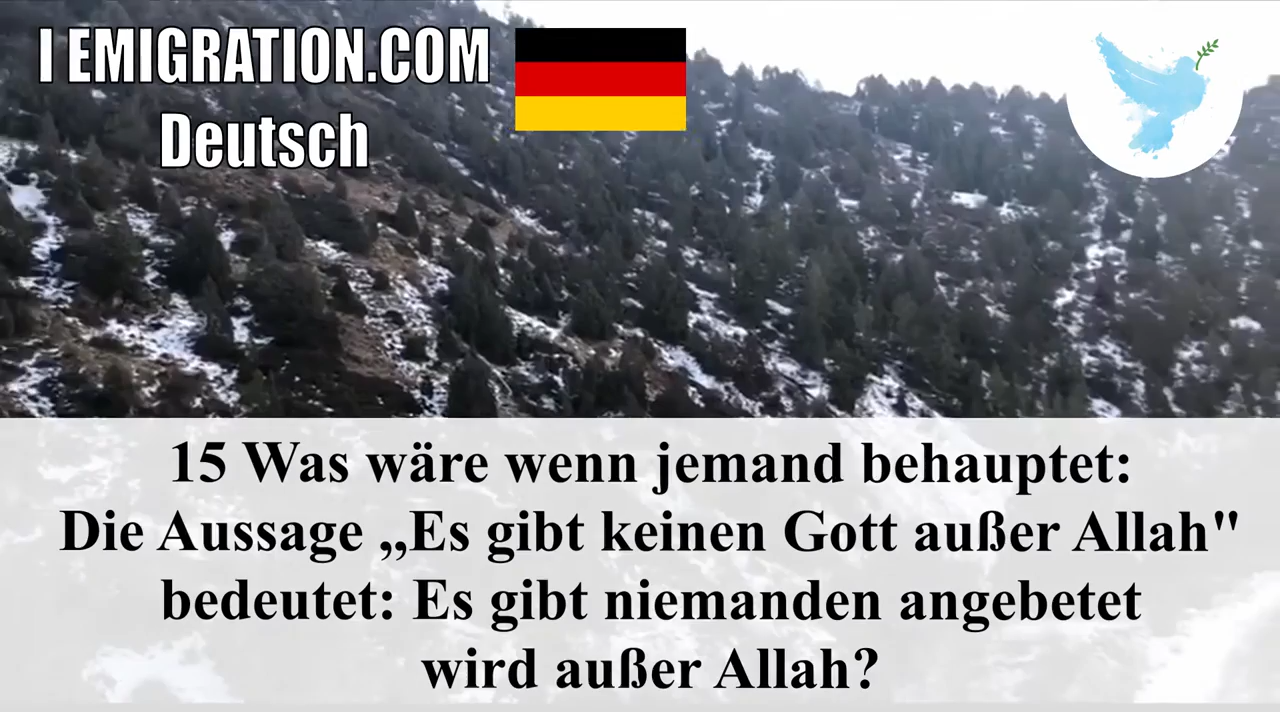 I EMIGRATION.COM
Deutsch
15 Was wäre wenn jemand behauptet:
Die Aussage „Es gibt keinen Gott außer Allah"
bedeutet: Es gibt niemanden angebetet
wird außer Allah?